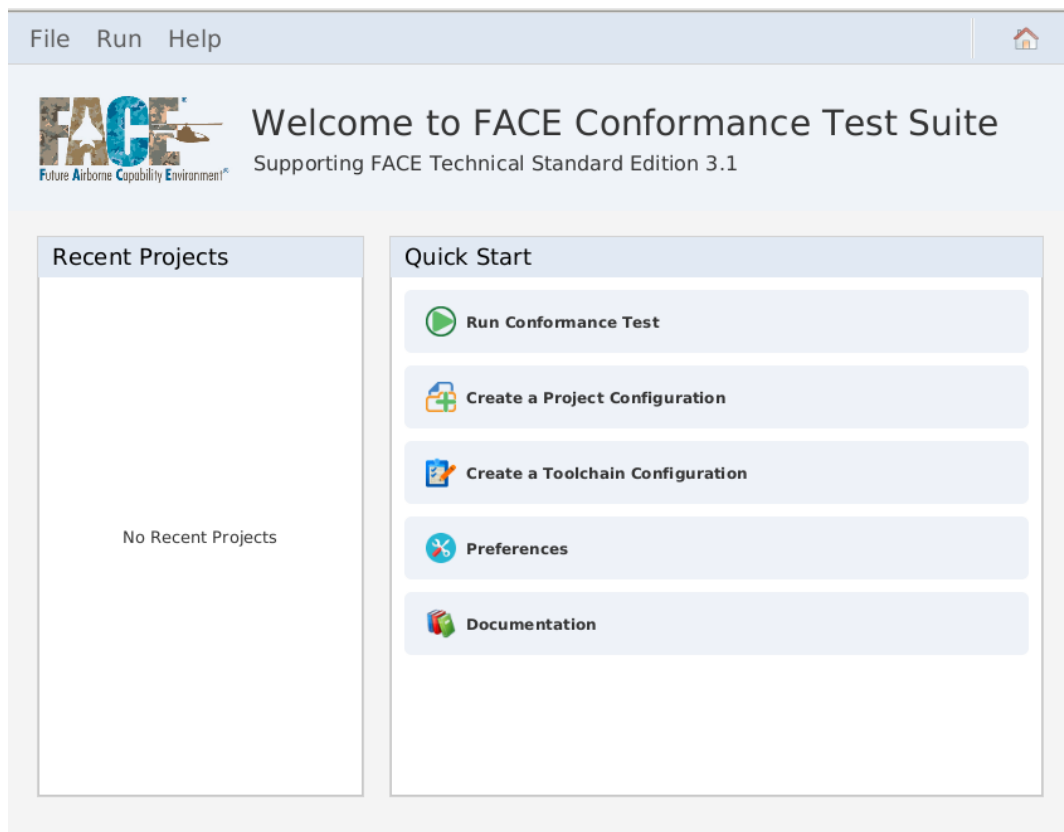 File Run Help
FACE
Future Airborne Capability Environment
Welcome to FACE Conformance Test Suite
Supporting FACE Technical Standard Edition 3.1
Recent Projects
No Recent Projects
Quick Start
Run Conformance Test
Create a Project Configuration
Create a Toolchain Configuration
Preferences
Documentation